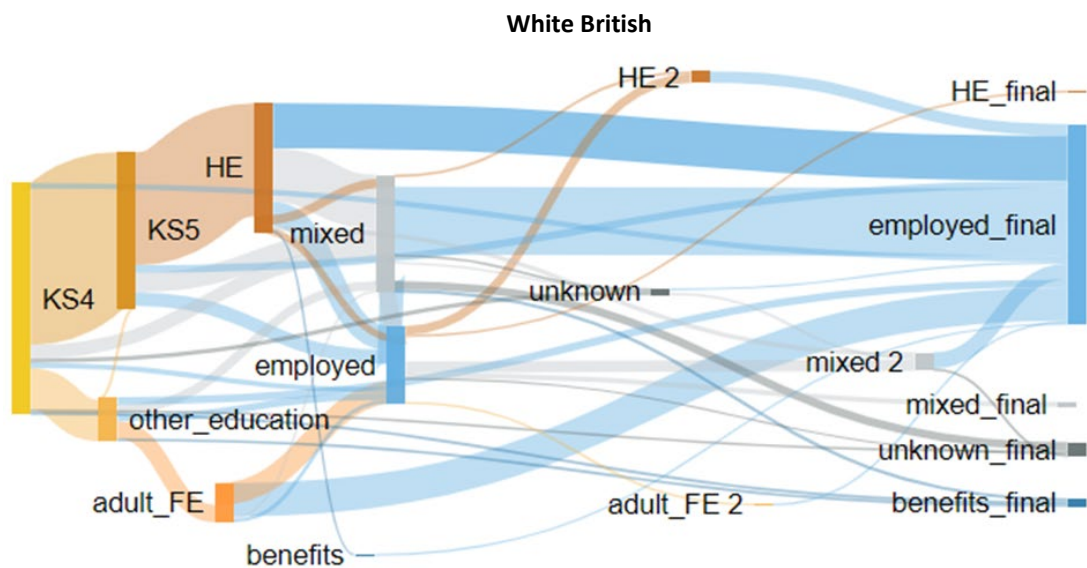 White British
HE 2
HE_final
HE
KS5
mixed
employed_final
KS4
unknown
employed
mixed 2
mixed_final
other_education
unknown_final
adult_FE
adult_FE 2
benefits_final
benefits